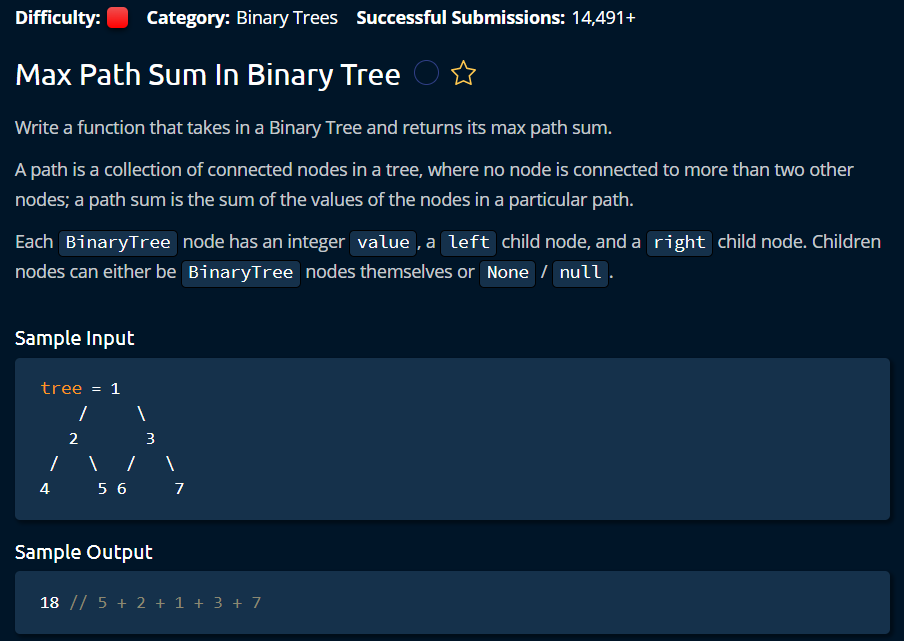 Difficulty: Category: Binary Trees Successful Submissions: 14,491+
Max Path Sum In Binary Tree
Write a function that takes in a Binary Tree and returns its max path sum.
A path is a collection of connected nodes in a tree, where no node is connected to more than two other
nodes; a path sum is the sum of the values of the nodes in a particular path.
Each BinaryTree node has an integer value, a left child node, and a right child node. Children
nodes can either be BinaryTree nodes themselves or None / null.
Sample Input
tree = 1
    /     \
   2       3
 /   \   /   \
4     5 6     7
Sample Output
18 // 5 + 2 + 1 + 3 + 7